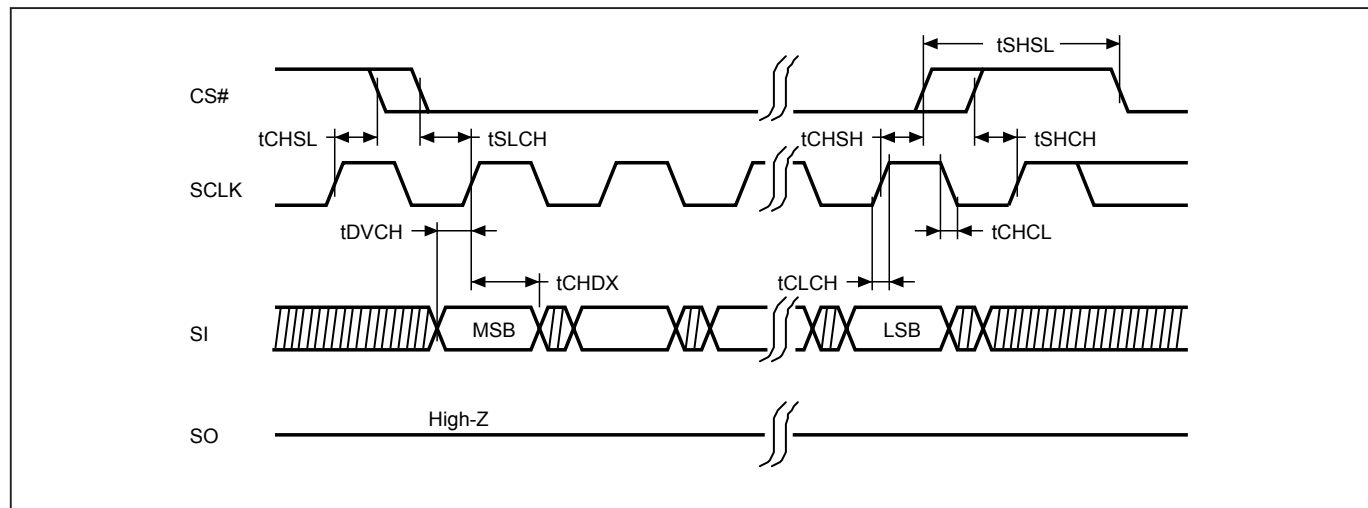 tSHSL
CS#
tCHSL
tSLCH
tCHSH
tSHCH
SCLK
tDVCH
tCHCL
tCHDX
tCLCH
SI
MSB
LSB
High-Z
SO